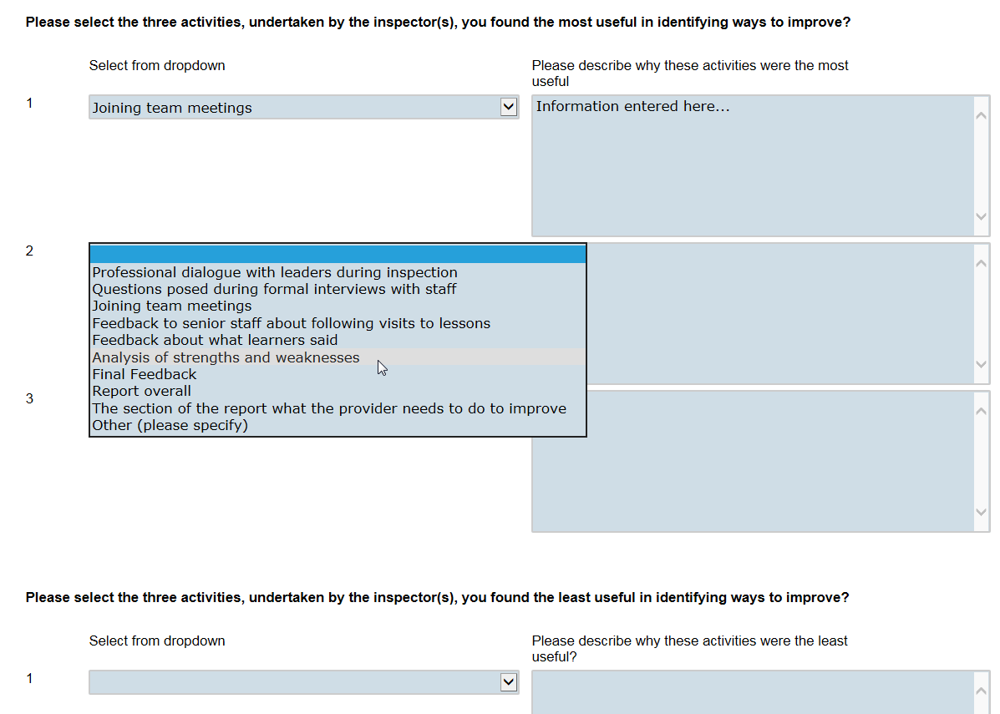 Please select the three activities, undertaken by the inspector(s), you found the most useful in identifying ways to improve?
Select from dropdown
Please describe why these activities were the most
useful
1
Joining team meetings
Information entered here...
2
Professional dialogue with leaders during inspection
Questions posed during formal interviews with staff
Joining team meetings
Feedback to senior staff about following visits to lessons
Feedback about what learners said
Analysis of strengths and weaknesses
Final Feedback
Report overall
The section of the report what the provider needs to do to improve
Other (please specify)
3
Please select the three activities, undertaken by the inspector(s), you found the least useful in identifying ways to improve?
Select from dropdown
Please describe why these activities were the least
useful?
1